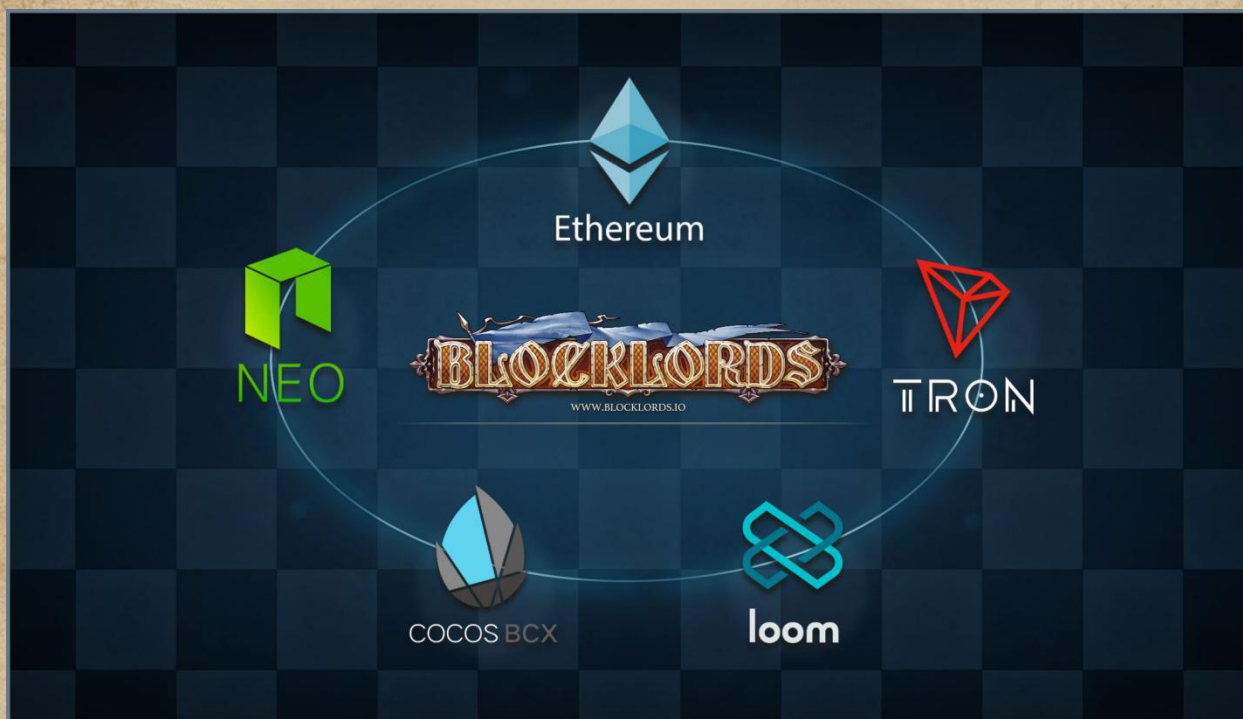 Ethereum
NEO
BLOCKLORDS
WWW.BLOCKLORDS.IO
TRON
COCOS BCX
loom